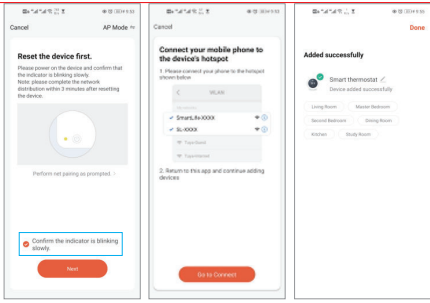 Cancel
AP Mode
Reset the device first.
Please power on the device and confirm that
the indicator is blinking slowly.
Note: please complete the network
distribution within 3 minutes after resetting
the device.
Perform net pairing as prompted.
Confirm the indicator is blinking
slowly.
Next
Cancel
Connect your mobile phone to
the device's hotspot
1. Please connect your phone to the hotspot
shown below
WLAN
SmartLife-XXXX
SL-XXXX
2. Return to this app and continue adding
devices
Go to Connect
Done
Added successfully
Smart thermostat
Device added successfully
Living Room
Master Bedroom
Second Bedroom
Dining Room
Kitchen
Study Room